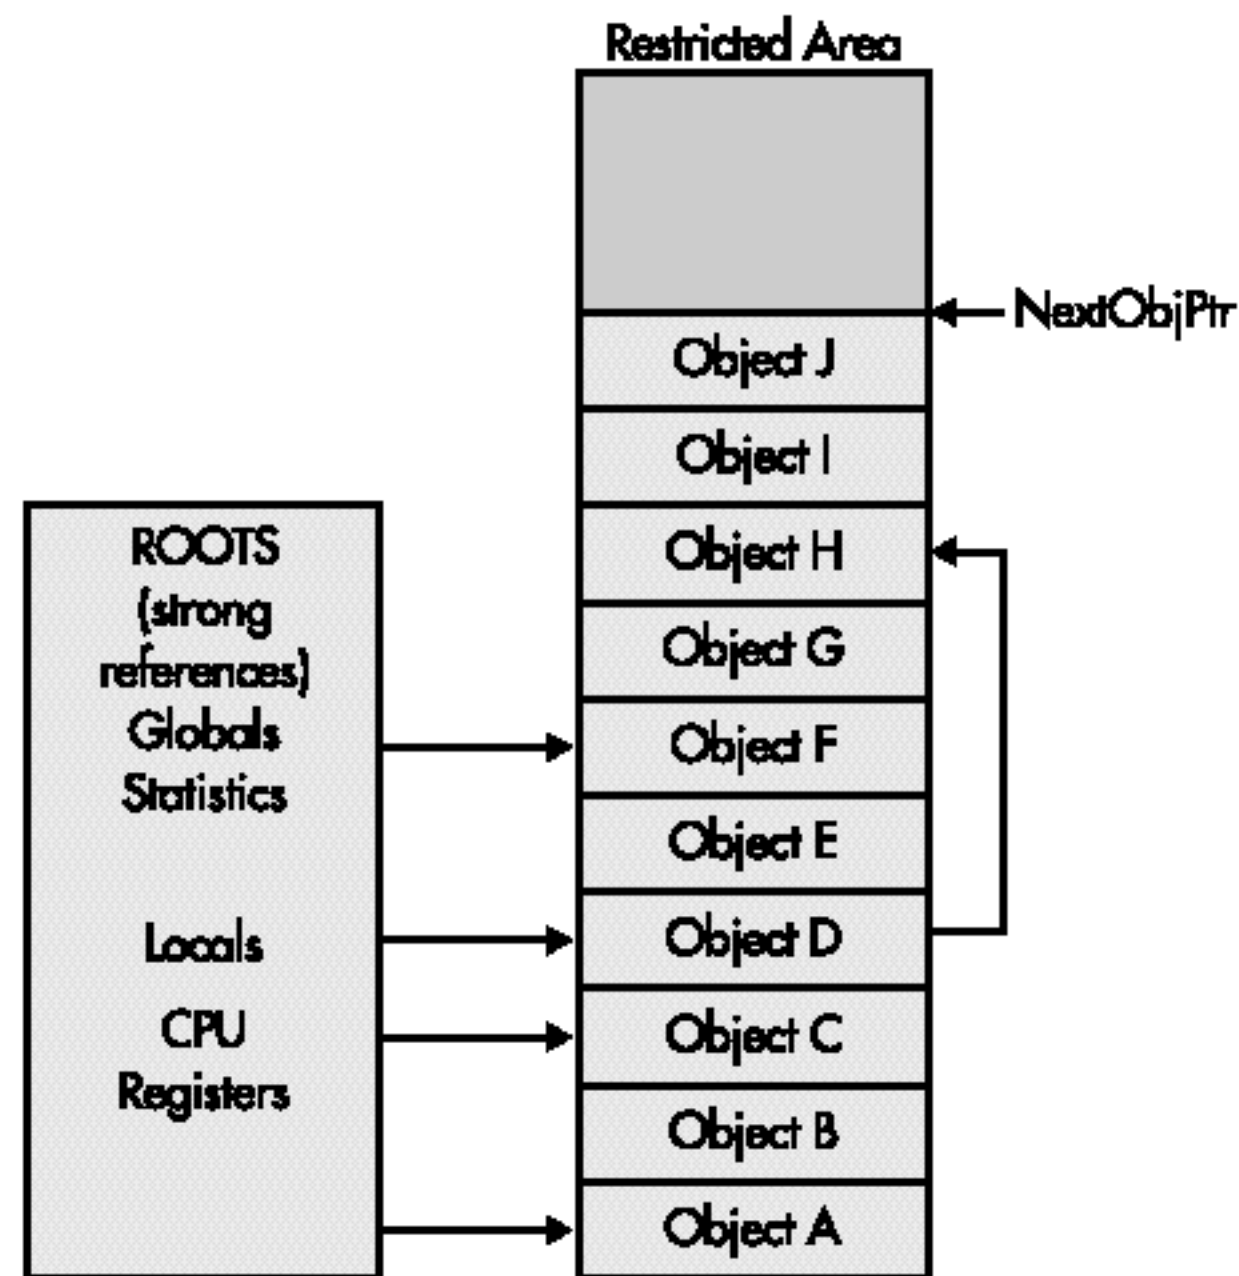 Restricted Area
NextObjPtr
Object J
Object I
Object H
Object G
Object F
Object E
Object D
Object C
Object B
Object A
ROOTS
(strong
references)
Globals
Statistics
Locals
CPU
Registers